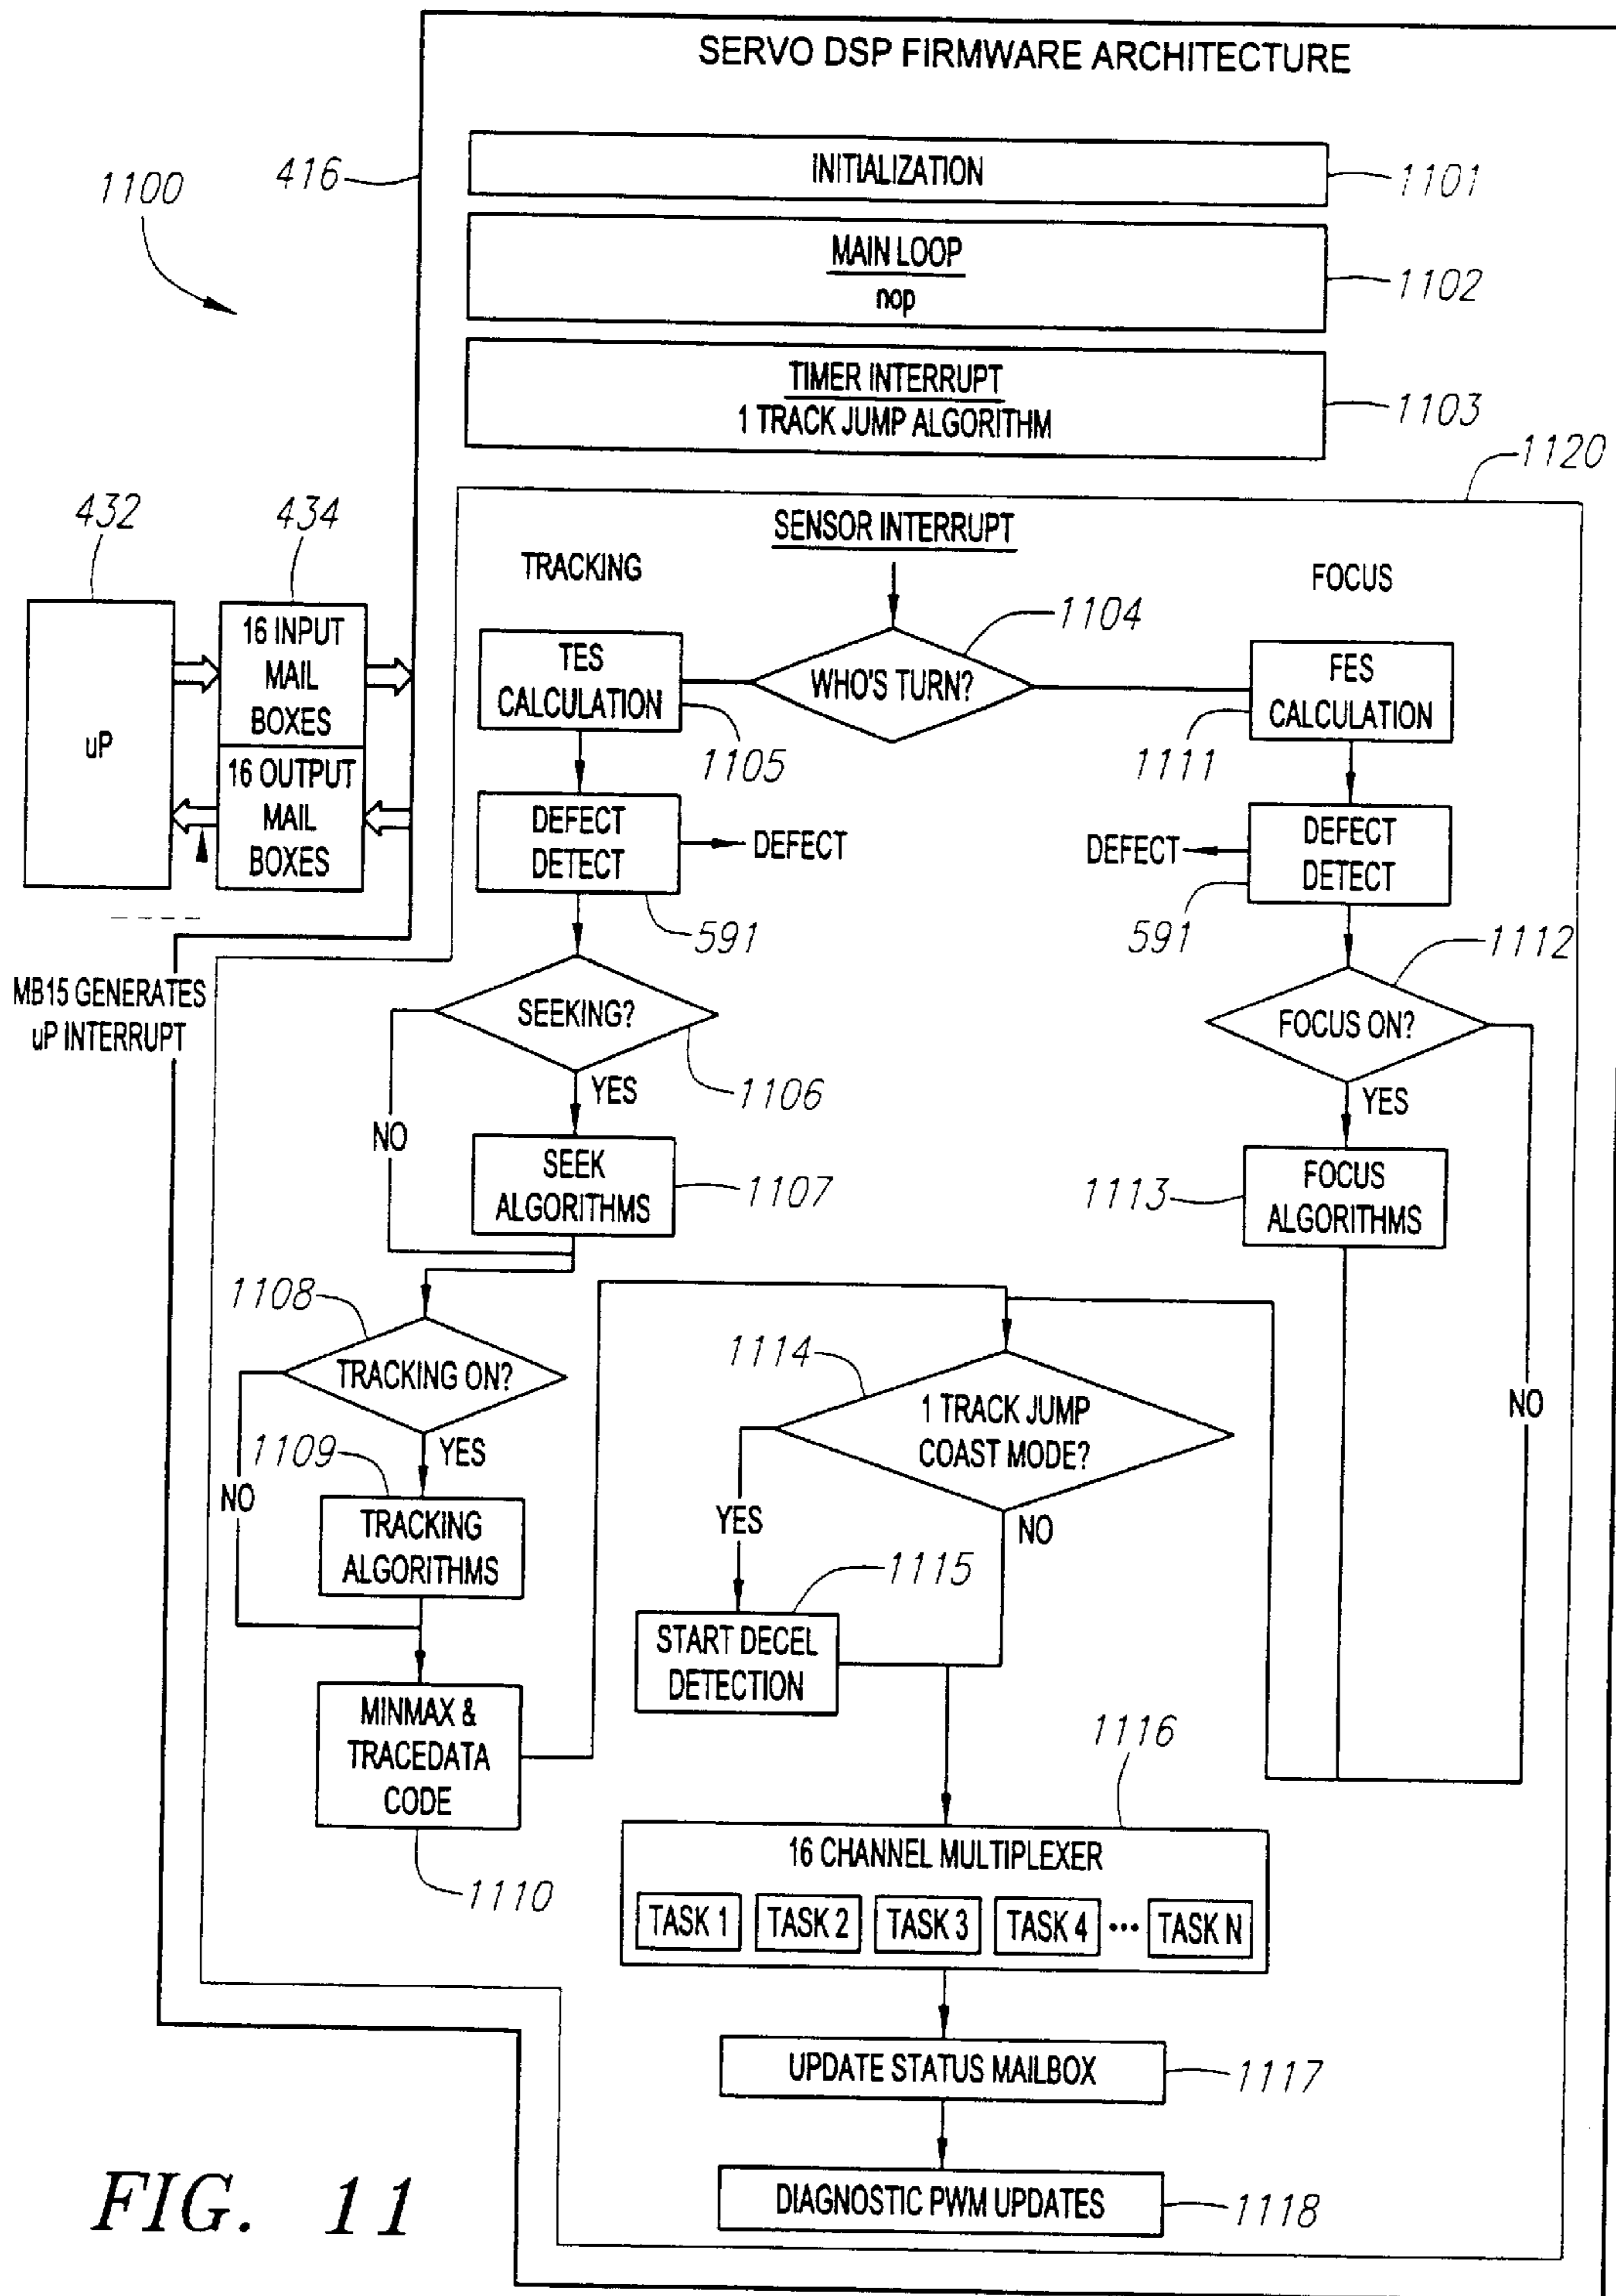 SERVO DSP FIRMWARE ARCHITECTURE
1100
416
INITIALIZATION
1101
MAIN LOOP
nop
1102
TIMER INTERRUPT
1 TRACK JUMP ALGORITHM
1103
1120
432
434
uP
16 INPUT
MAIL
BOXES
16 OUTPUT
MAIL
BOXES
MB15 GENERATES
uP INTERRUPT
SENSOR INTERRUPT
TRACKING
FOCUS
1104
WHO'S TURN?
TES
CALCULATION
1105
FES
CALCULATION
1111
DEFECT
DETECT
DEFECT
591
DEFECT
DEFECT
DETECT
591
SEEKING?
1106
YES
NO
SEEK
ALGORITHMS
1107
1112
FOCUS ON?
YES
NO
1113
FOCUS
ALGORITHMS
1108
TRACKING ON?
YES
NO
1109
TRACKING
ALGORITHMS
MINMAX &
TRACEDATA
CODE
1110
1114
1 TRACK JUMP
COAST MODE?
YES
NO
1115
START DECEL
DETECTION
1116
16 CHANNEL MULTIPLEXER
TASK 1
TASK 2
TASK 3
TASK 4
•••
TASK N
UPDATE STATUS MAILBOX
1117
DIAGNOSTIC PWM UPDATES
1118
FIG. 11